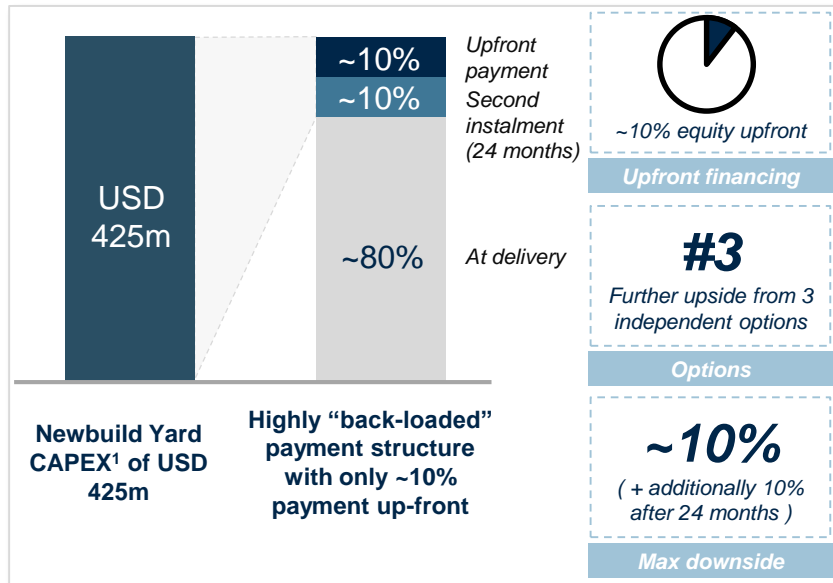 USD
425m
~10%
~10%
~80%
Upfront
payment
Second
instalment
(24 months)
At delivery
Newbuild Yard
CAPEX¹ of USD
425m
Highly “back-loaded”
payment structure
with only ~10%
payment up-front
~10% equity upfront
Upfront financing
#3
Further upside from 3
independent options
Options
~10%
( + additionally 10%
after 24 months )
Max downside